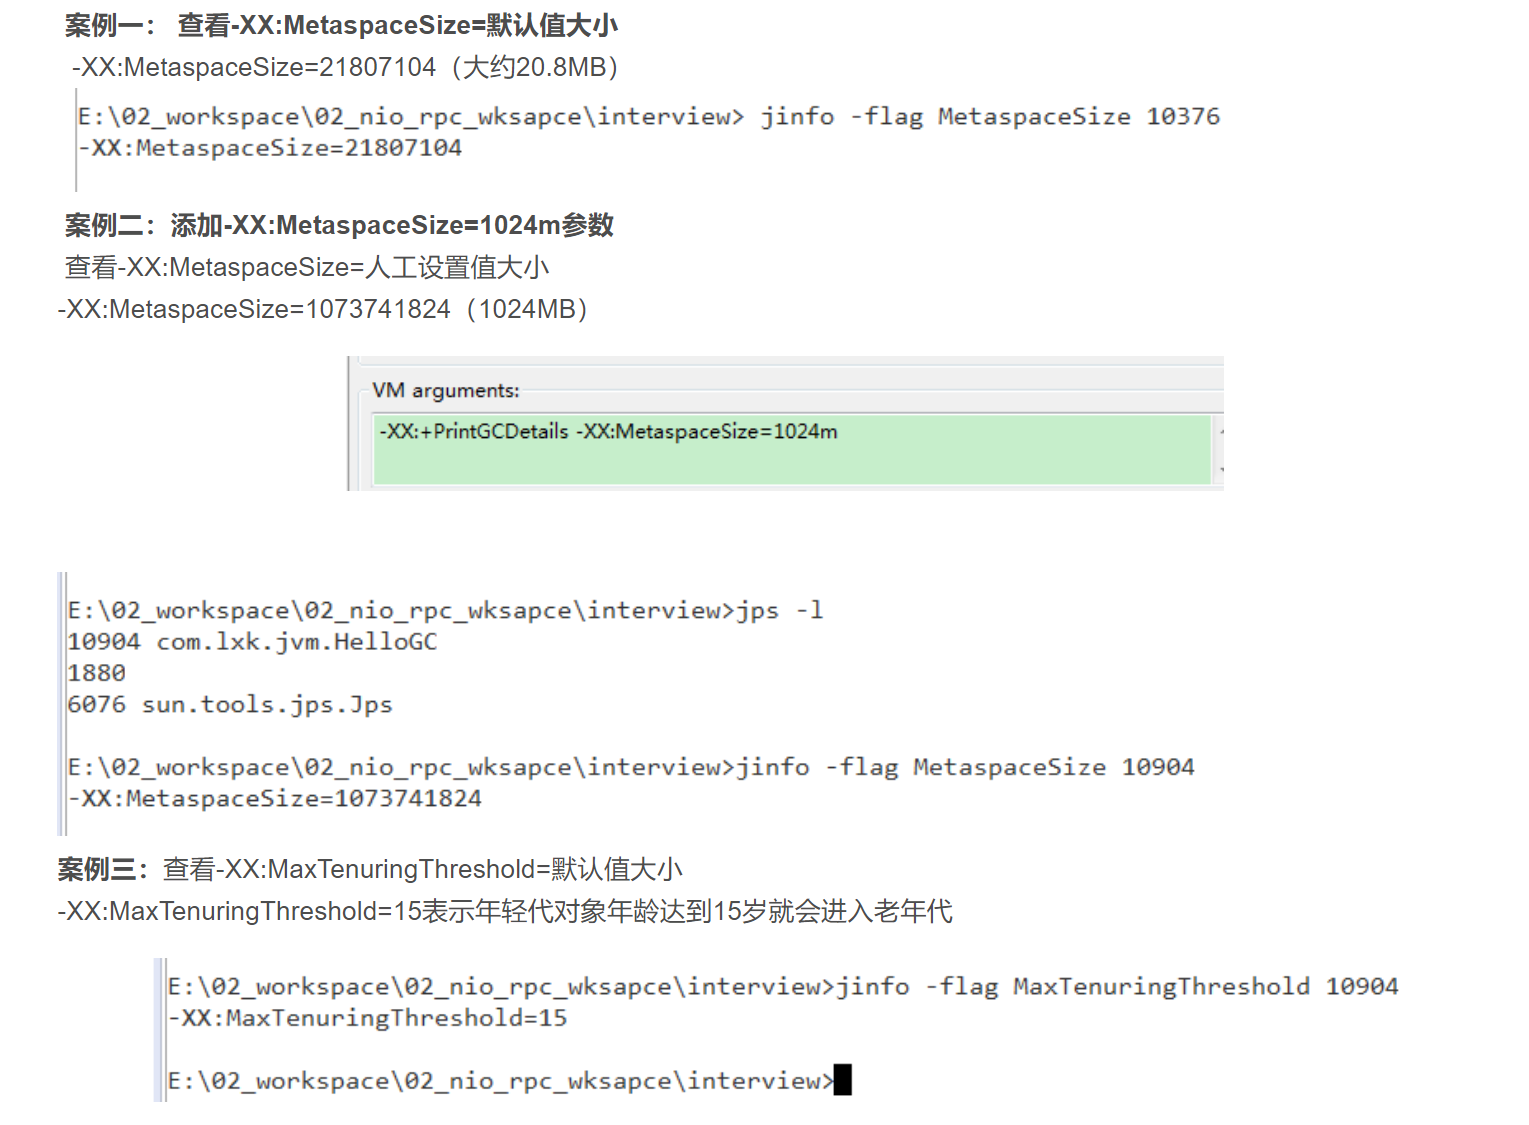 案例一： 查看-XX:MetaspaceSize=默认值大小
-XX:MetaspaceSize=21807104（大约20.8MB）
E:\02_workspace\02_nio_rpc_wksapce\interview> jinfo -flag MetaspaceSize 10376
-XX:MetaspaceSize=21807104
案例二：添加-XX:MetaspaceSize=1024m参数
查看-XX:MetaspaceSize=人工设置值大小
-XX:MetaspaceSize=1073741824（1024MB）
VM arguments:
-XX:+PrintGCDetails -XX:MetaspaceSize=1024m
E:\02_workspace\02_nio_rpc_wksapce\interview>jps -l
10904 com.lxk.jvm.HelloGC
1880
6076 sun.tools.jps.Jps
E:\02_workspace\02_nio_rpc_wksapce\interview>jinfo -flag MetaspaceSize 10904
-XX:MetaspaceSize=1073741824
案例三：查看-XX:MaxTenuringThreshold=默认值大小
-XX:MaxTenuringThreshold=15表示年轻代对象年龄达到15岁就会进入老年代
E:\02_workspace\02_nio_rpc_wksapce\interview>jinfo -flag MaxTenuringThreshold 10904
-XX:MaxTenuringThreshold=15
E:\02_workspace\02_nio_rpc_wksapce\interview>